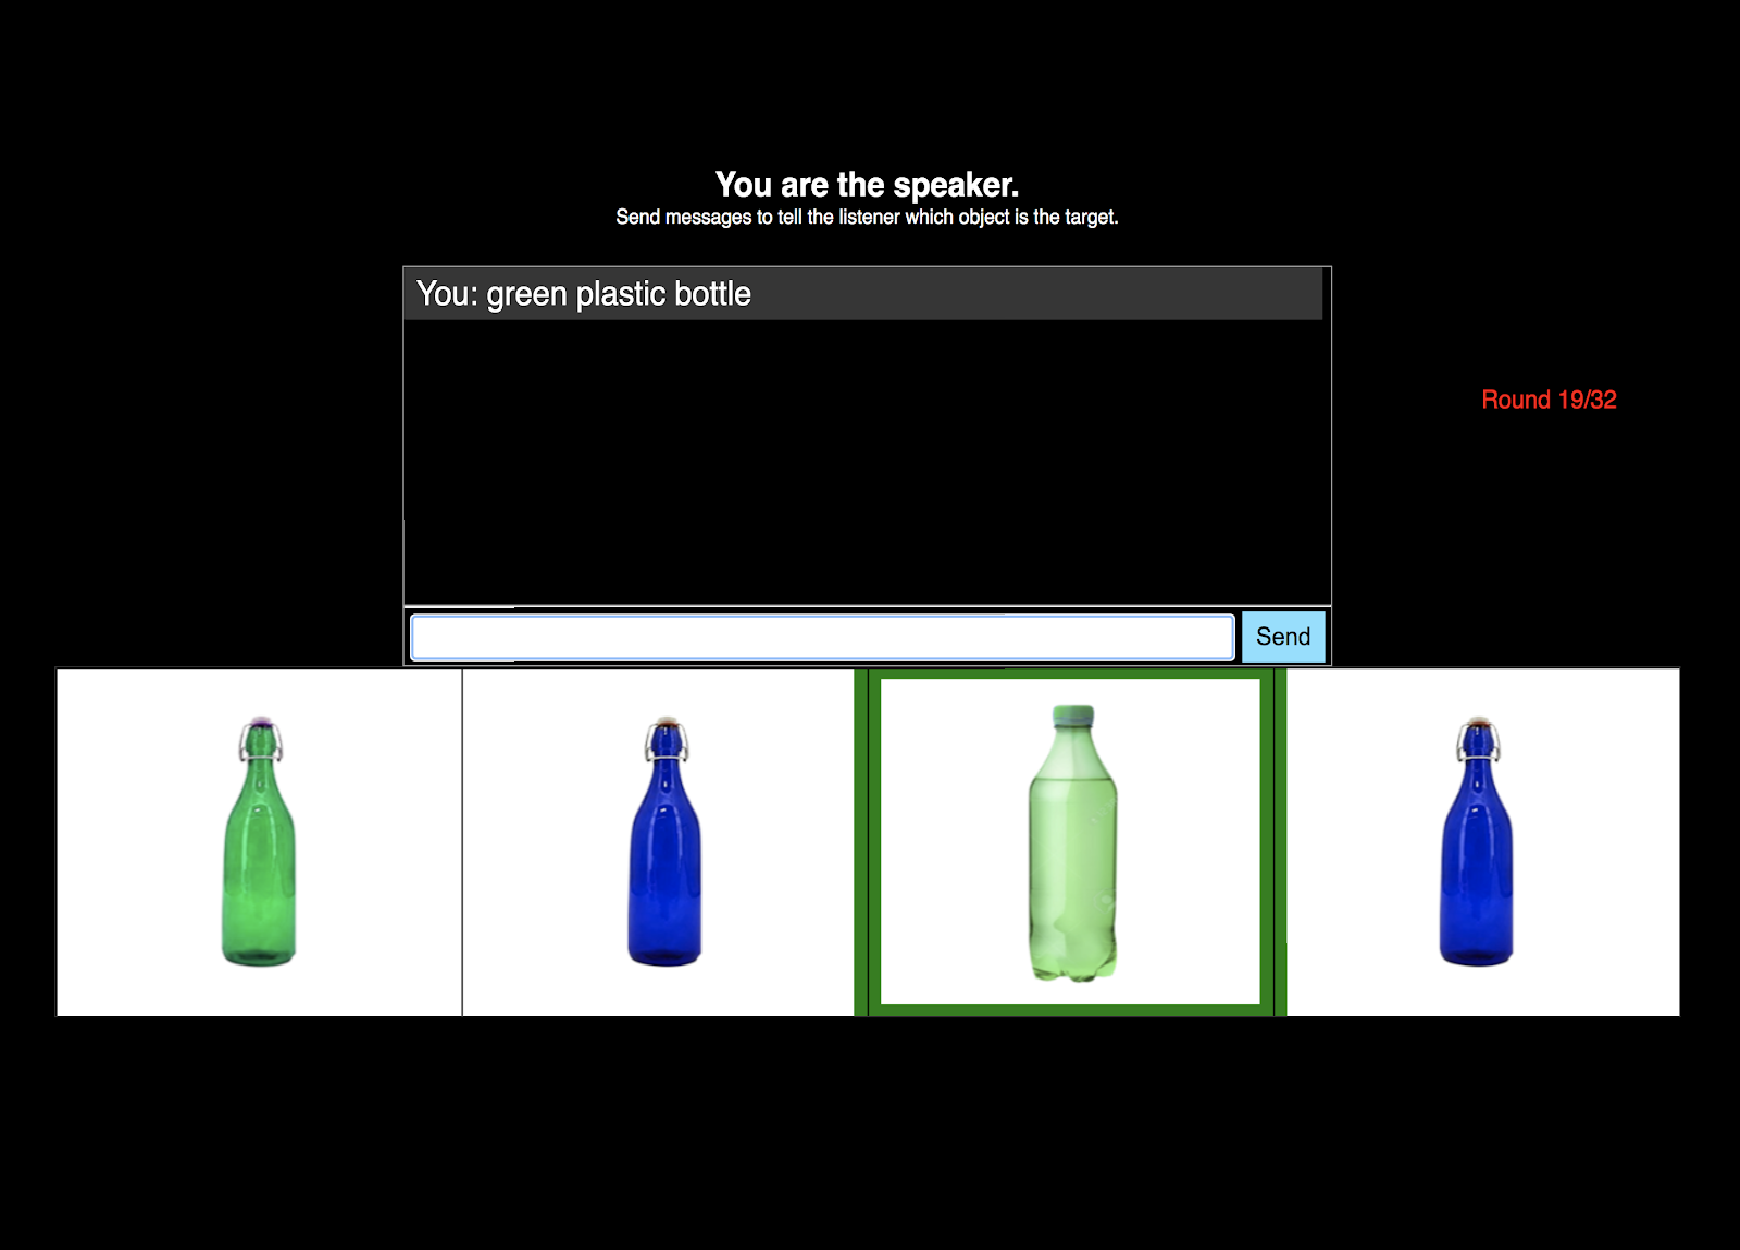 You are the speaker.
Send messages to tell the listener which object is the target.
You: green plastic bottle
Round 19/32
Send